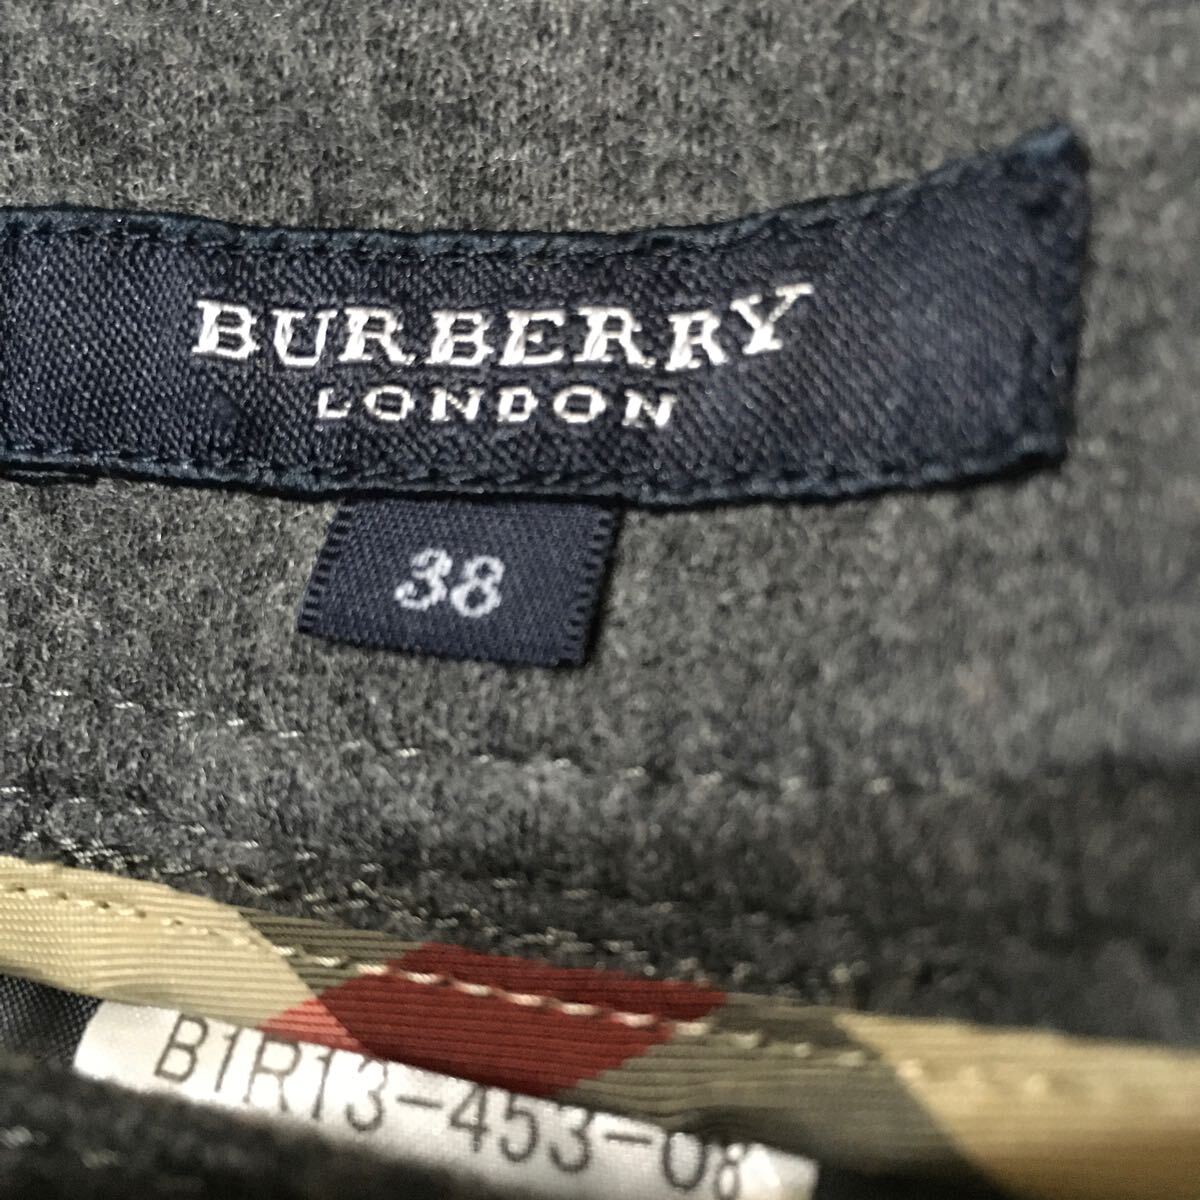 BURBERRY
LONDON
38
B1R13-453-08